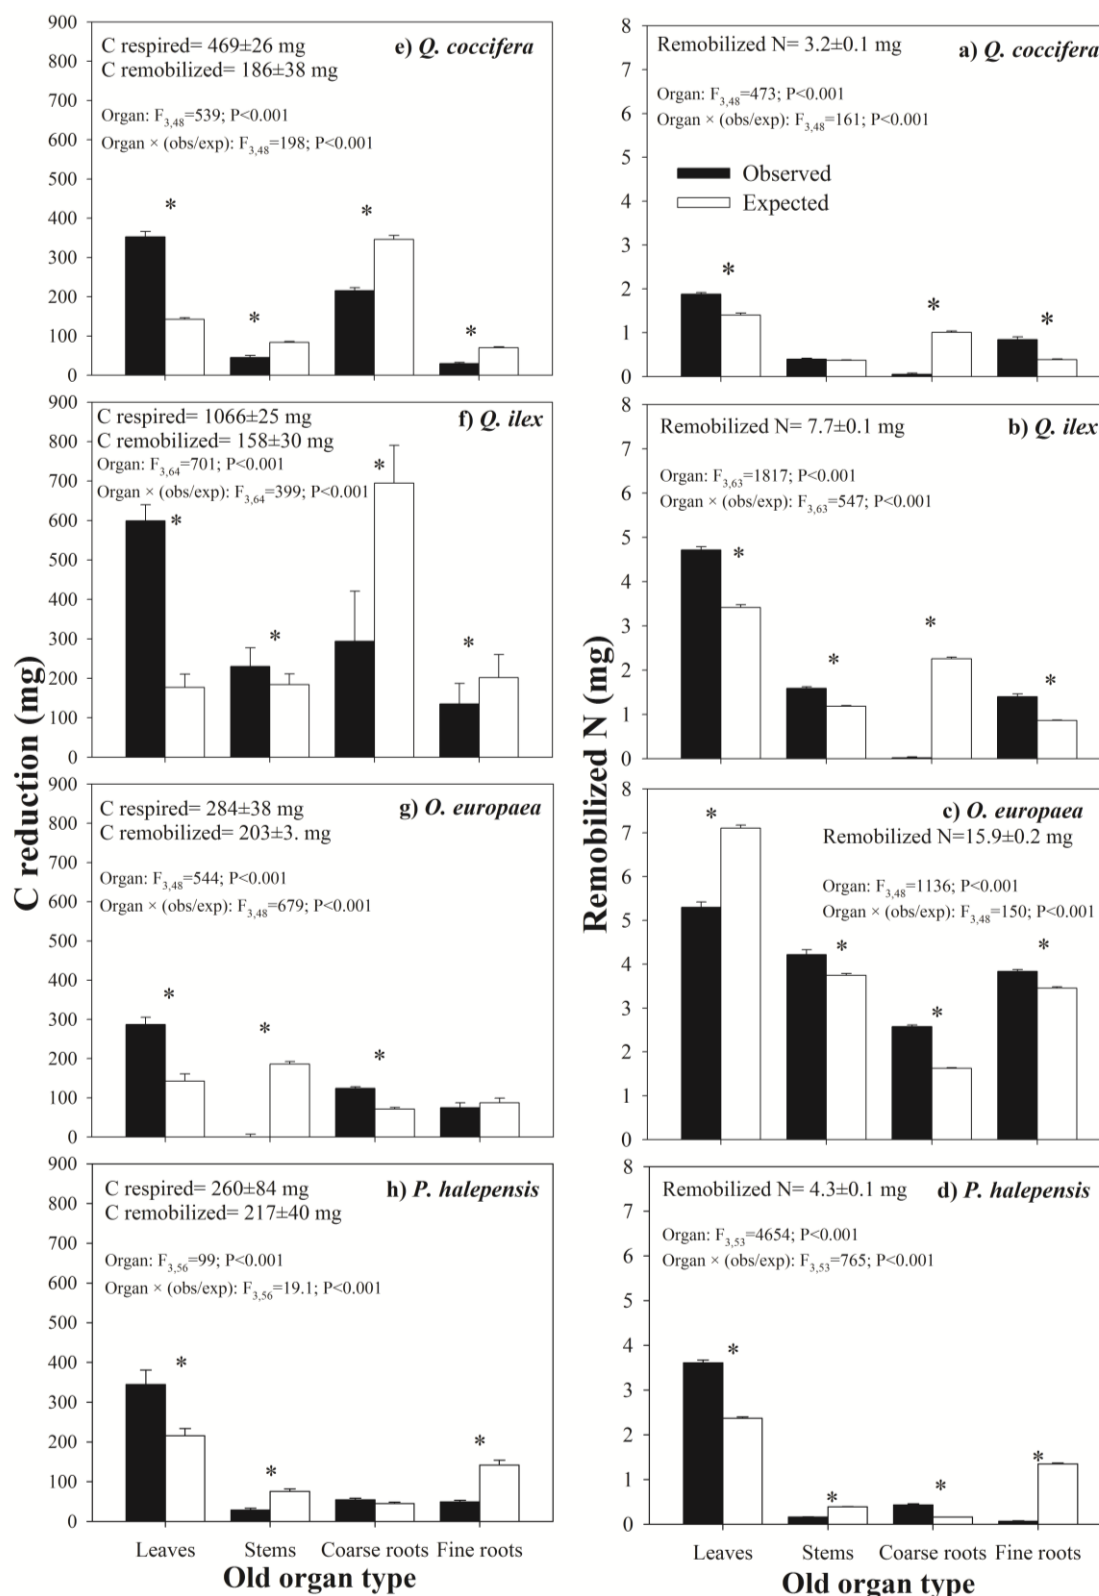 C reduction (mg)
900
800
700
600
500
400
300
200
100
0
C respired= 469±26 mg
C remobilized= 186±38 mg
e) Q. coccifera
Organ: F3,48=539; P<0.001
Organ × (obs/exp): F3,48=198; P<0.001
*
*
*
*
900
800
700
600
500
400
300
200
100
0
C respired= 1066±25 mg
C remobilized= 158±30 mg
f) Q. ilex
Organ: F3,64=701; P<0.001
Organ × (obs/exp): F3,64=399; P<0.001
*
*
*
*
900
800
700
600
500
400
300
200
100
0
C respired= 284±38 mg
C remobilized= 203±3. mg
g) O. europaea
Organ: F3,48=544; P<0.001
Organ × (obs/exp): F3,48=679; P<0.001
*
*
*
900
800
700
600
500
400
300
200
100
0
C respired= 260±84 mg
C remobilized= 217±40 mg
h) P. halepensis
Organ: F3,56=99; P<0.001
Organ × (obs/exp): F3,56=19.1; P<0.001
*
*
*
Leaves Stems Coarse roots Fine roots
Old organ type
Remobilized N (mg)
8
7
6
5
4
3
2
1
0
Remobilized N= 3.2±0.1 mg
a) Q. coccifera
Organ: F3,48=473; P<0.001
Organ × (obs/exp): F3,48=161; P<0.001
Observed
Expected
*
*
*
8
7
6
5
4
3
2
1
0
Remobilized N= 7.7±0.1 mg
b) Q. ilex
Organ: F3,63=1817; P<0.001
Organ × (obs/exp): F3,63=547; P<0.001
*
*
*
*
8
7
6
5
4
3
2
1
0
c) O. europaea
Remobilized N=15.9±0.2 mg
Organ: F3,48=1136; P<0.001
Organ × (obs/exp): F3,48=150; P<0.001
*
*
*
*
8
7
6
5
4
3
2
1
0
Remobilized N= 4.3±0.1 mg
d) P. halepensis
Organ: F3,53=4654; P<0.001
Organ × (obs/exp): F3,53=765; P<0.001
*
*
*
*
Leaves Stems Coarse roots Fine roots
Old organ type